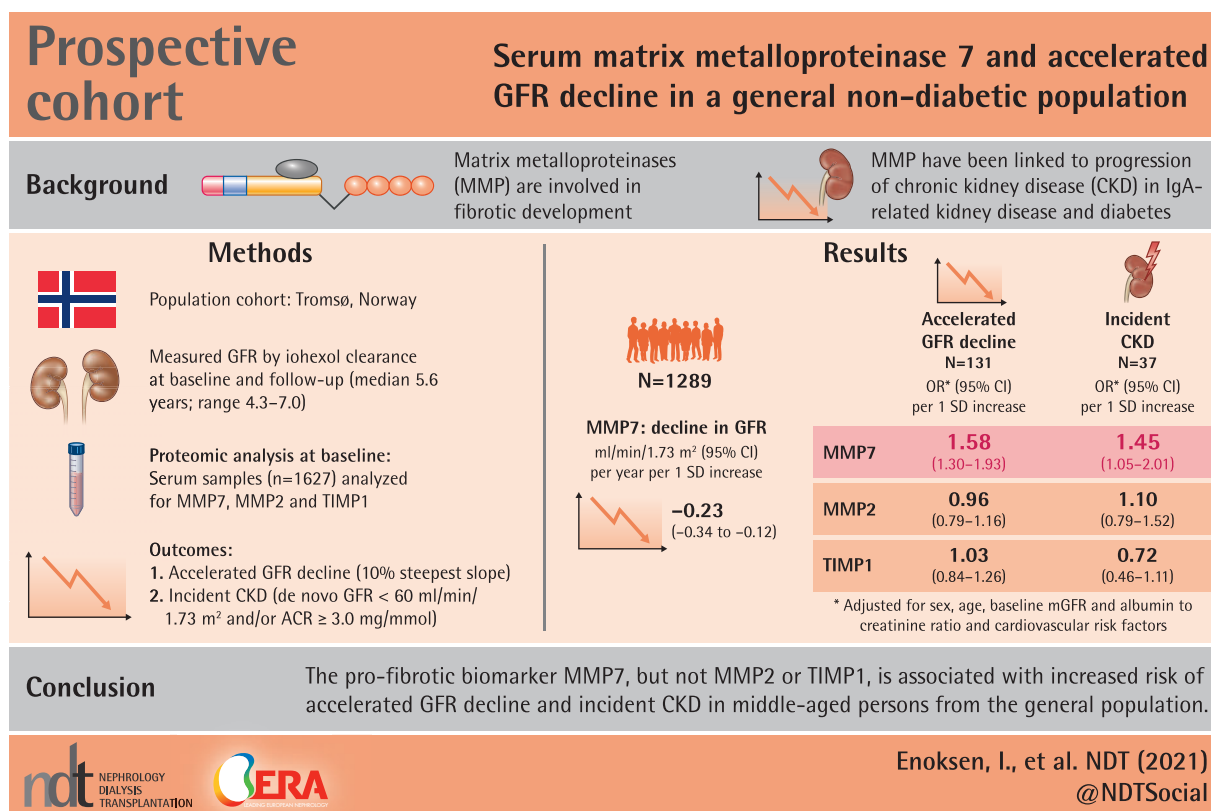 Prospective
cohort
Serum matrix metalloproteinase 7 and accelerated
GFR decline in a general non-diabetic population
Background
Matrix metalloproteinases
(MMP) are involved in
fibrotic development
MMP have been linked to progression
of chronic kidney disease (CKD) in IgA-
related kidney disease and diabetes
Methods
Population cohort: Tromsø, Norway
Measured GFR by iohexol clearance
at baseline and follow-up (median 5.6
years; range 4.3–7.0)
Proteomic analysis at baseline:
Serum samples (n=1627) analyzed
for MMP7, MMP2 and TIMP1
Outcomes:
1. Accelerated GFR decline (10% steepest slope)
2. Incident CKD (de novo GFR < 60 ml/min/
1.73 m² and/or ACR ≥ 3.0 mg/mmol)
Results
N=1289
MMP7: decline in GFR
ml/min/1.73 m² (95% CI)
per year per 1 SD increase
−0.23
(−0.34 to −0.12)
Accelerated
GFR decline
N=131
OR* (95% CI)
per 1 SD increase
Incident
CKD
N=37
OR* (95% CI)
per 1 SD increase
MMP7
1.58
(1.30–1.93)
1.45
(1.05–2.01)
MMP2
0.96
(0.79–1.16)
1.10
(0.79–1.52)
TIMP1
1.03
(0.84–1.26)
0.72
(0.46–1.11)
* Adjusted for sex, age, baseline mGFR and albumin to
creatinine ratio and cardiovascular risk factors
Conclusion
The pro-fibrotic biomarker MMP7, but not MMP2 or TIMP1, is associated with increased risk of
accelerated GFR decline and incident CKD in middle-aged persons from the general population.
ndt
NEPHROLOGY
DIALYSIS
TRANSPLANTATION
ERA
LEADING EUROPEAN NEPHROLOGY
Enoksen, I., et al. NDT (2021)
@NDTSocial